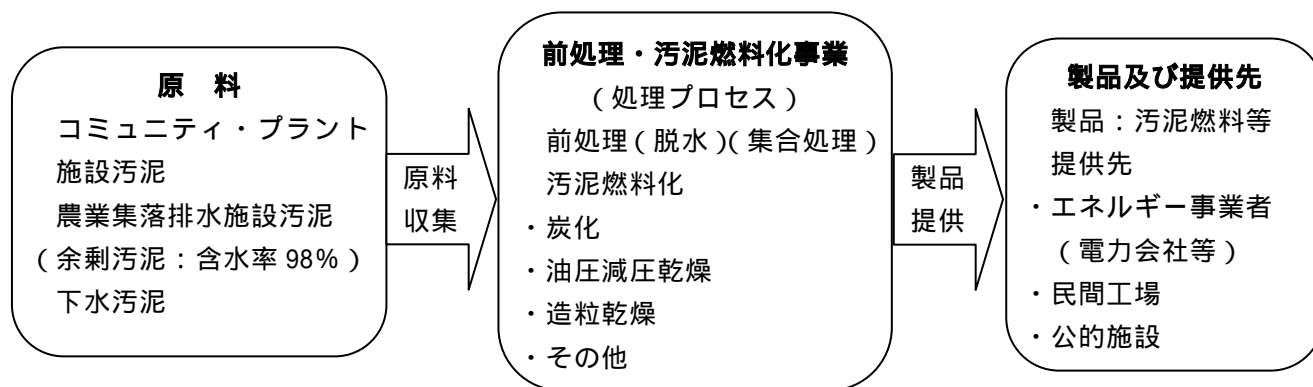 原　料
コミュニティ・プラント
施設汚泥
農業集落排水施設汚泥
（余剰汚泥：含水率 98％）
下水汚泥
原料
収集
前処理・汚泥燃料化事業
（処理プロセス）
前処理（脱水）（集合処理）
汚泥燃料化
・炭化
・油圧減圧乾燥
・造粒乾燥
・その他
製品
提供
製品及び提供先
製品：汚泥燃料等
提供先
・エネルギー事業者
（電力会社等）
・民間工場
・公的施設